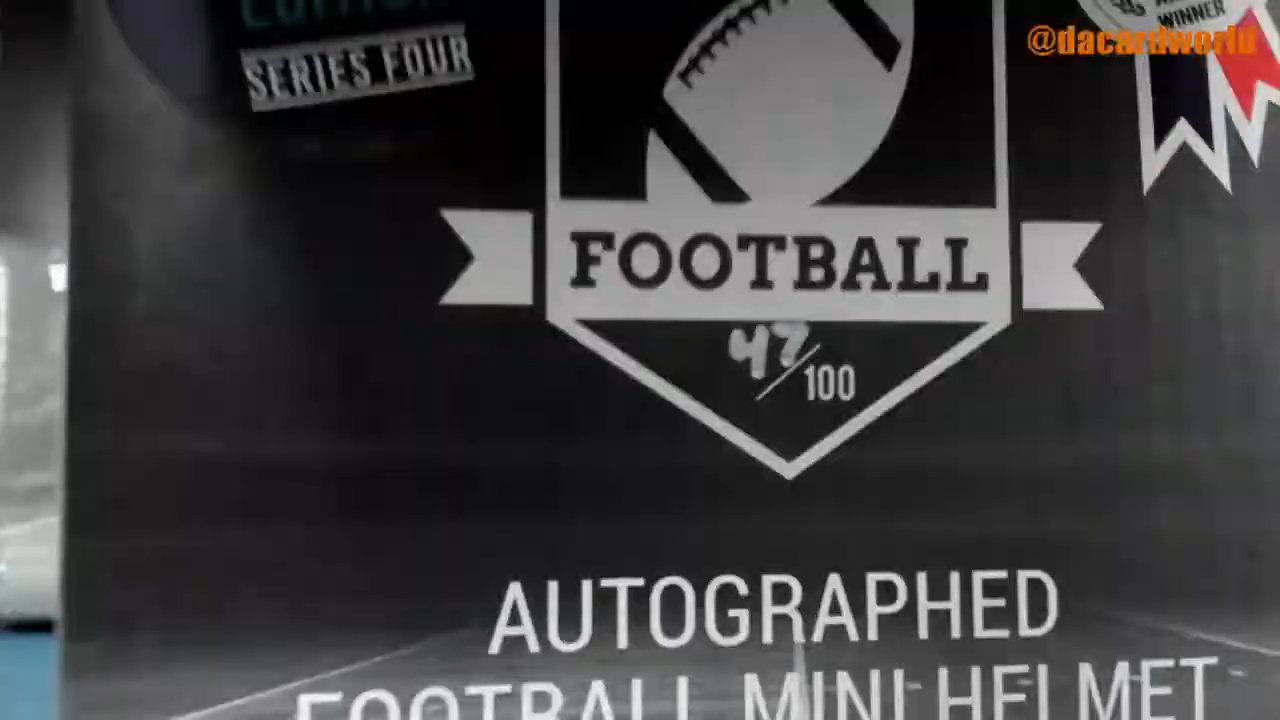 WINNER
@dacardworld
SERIES FOUR
FOOTBALL
47/100
AUTOGRAPHED
FOOTBALL MINI HELMET